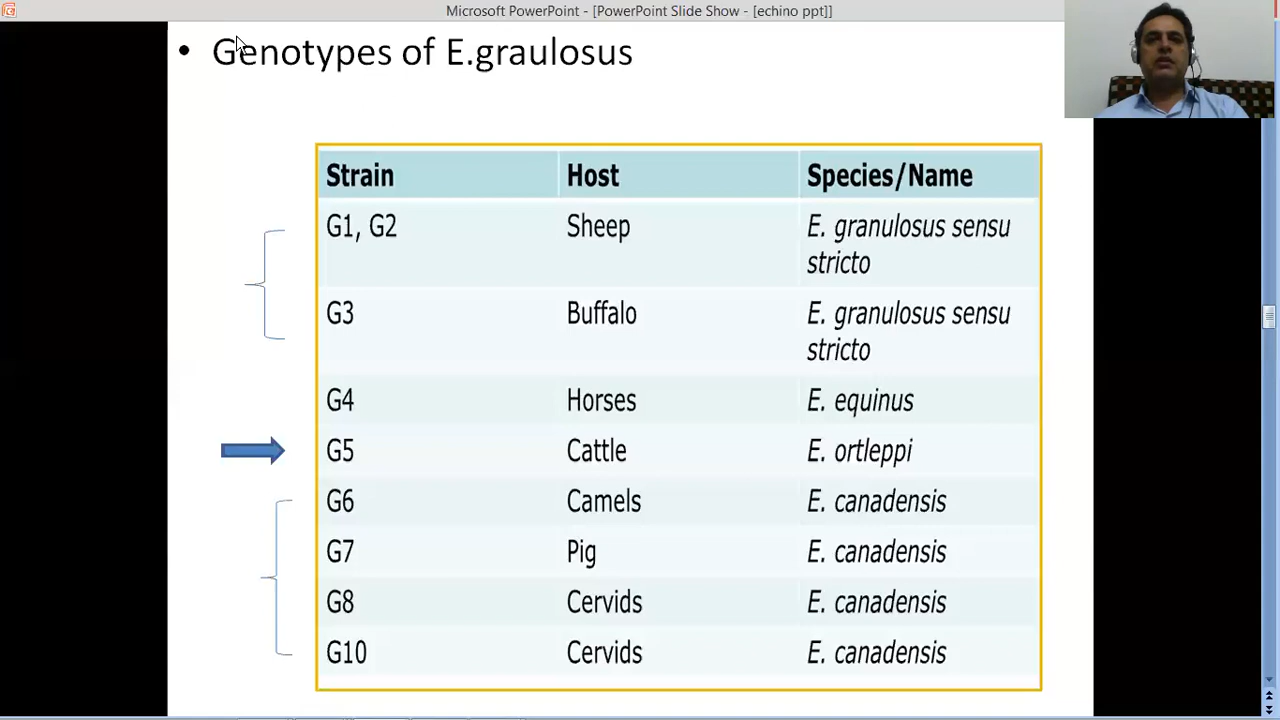 Microsoft PowerPoint - [PowerPoint Slide Show - [echino ppt]]
• Genotypes of E.graulosus
Strain Host Species/Name
G1, G2 Sheep E. granulosus sensu
stricto
G3 Buffalo E. granulosus sensu
stricto
G4 Horses E. equinus
G5 Cattle E. ortleppi
G6 Camels E. canadensis
G7 Pig E. canadensis
G8 Cervids E. canadensis
G10 Cervids E. canadensis